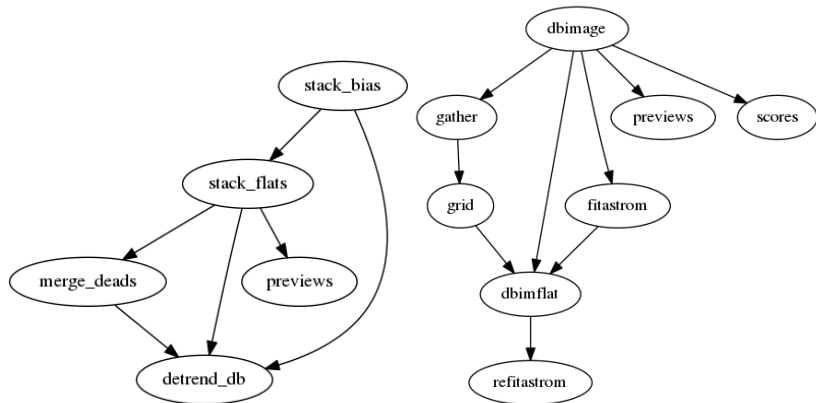 dbimage
stack_bias
gather
previews
scores
stack_flats
grid
fitastrom
merge_deads
previews
dbimflat
detrend_db
refitastrom